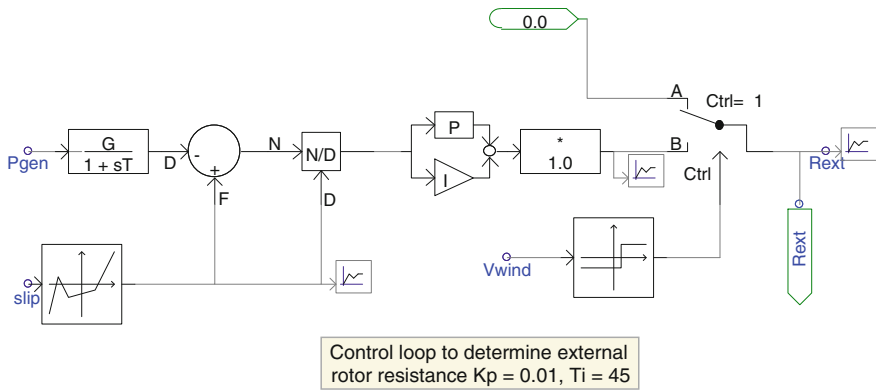 0.0
A
Ctrl= 1
G
1 + sT
Pgen
D
-
+
N
N/D
P
I
*
1.0
B
Ctrl
Rext
F
D
Rext
slip
Vwind
Control loop to determine external
rotor resistance Kp = 0.01, Ti = 45